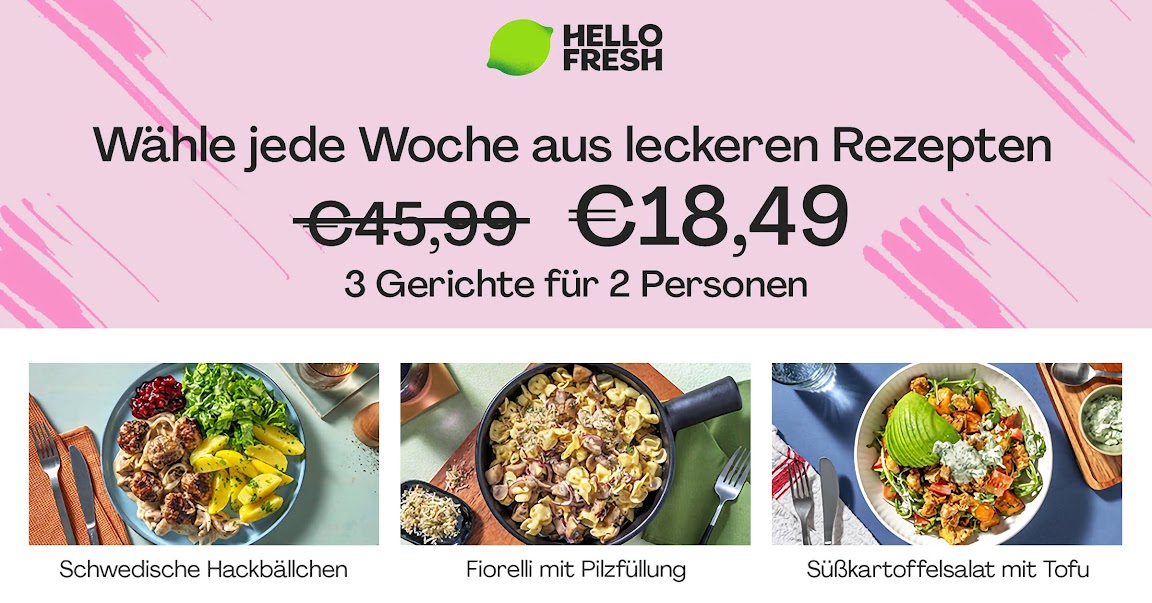 HELLO
FRESH
Wähle jede Woche aus leckeren Rezepten
€45,99 €18,49
3 Gerichte für 2 Personen
Schwedische Hackbällchen
Fiorelli mit Pilzfüllung
Süßkartoffelsalat mit Tofu